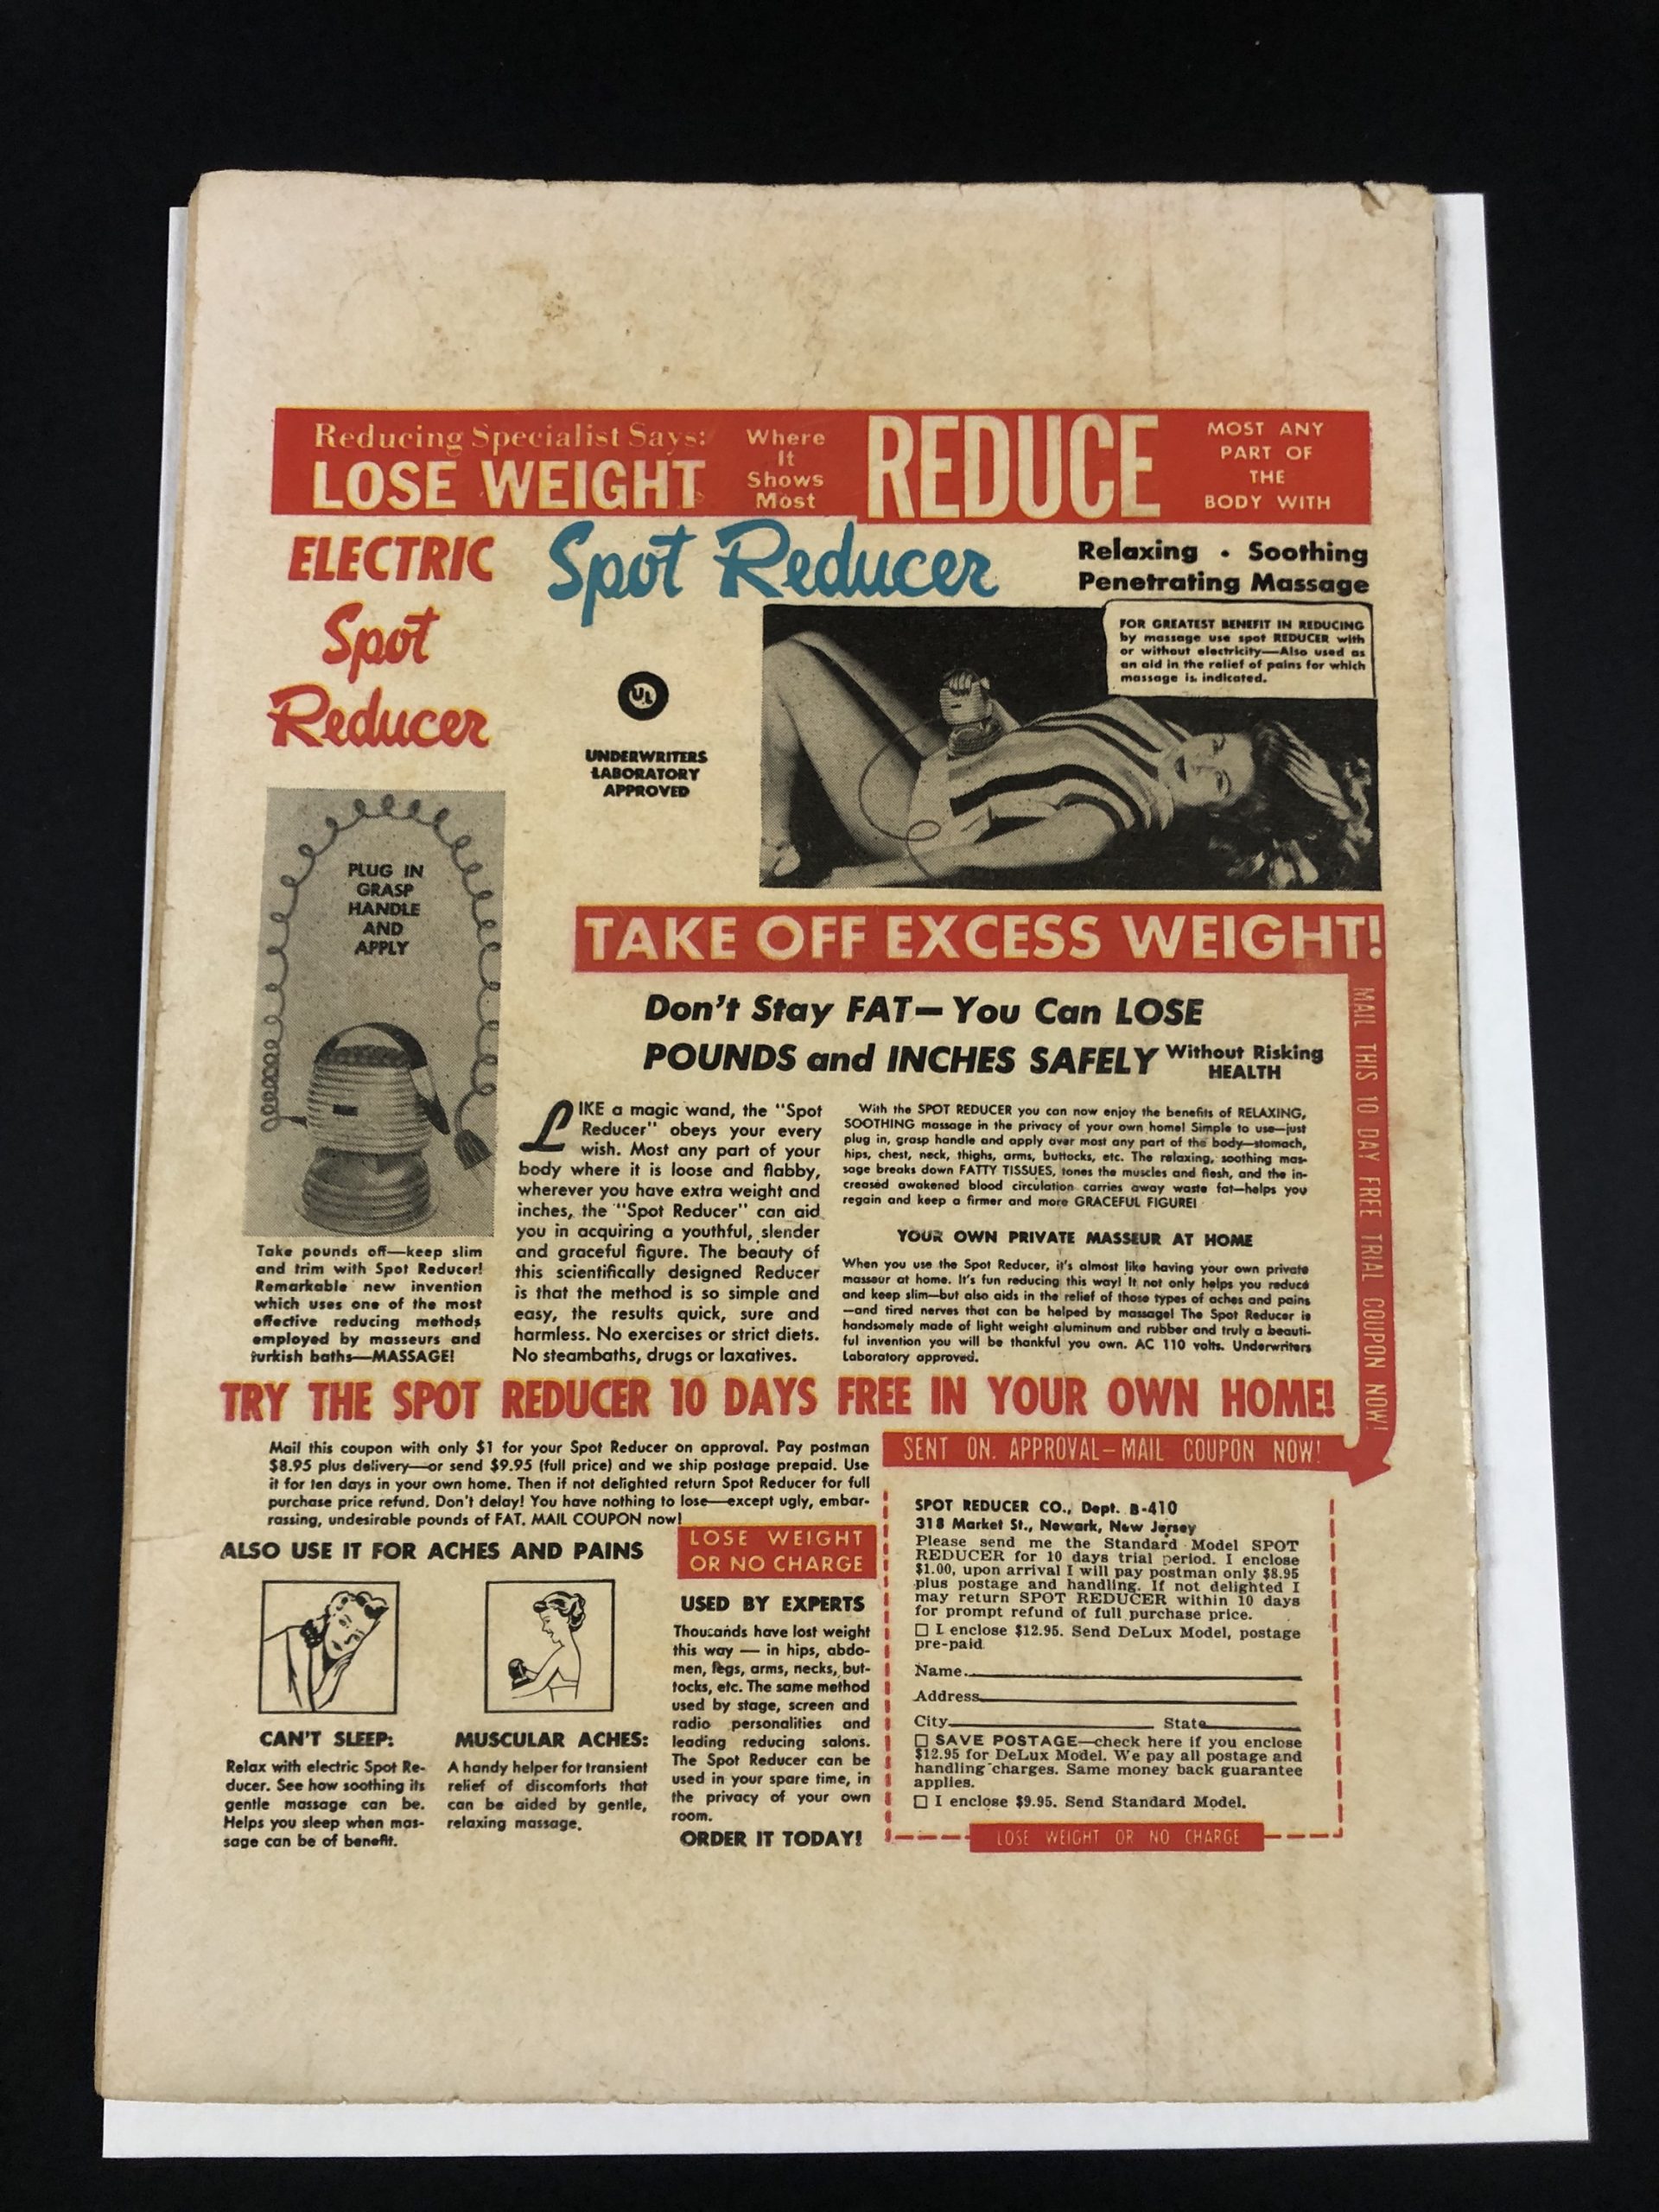 Reducing Specialist Says:
LOSE WEIGHT
Where
It
Shows
Most
REDUCE
MOST ANY
PART OF
THE
BODY WITH
ELECTRIC
Spot
Reducer
Spot Reducer
Relaxing • Soothing
Penetrating Massage
UL
UNDERWRITERS
LABORATORY
APPROVED
FOR GREATEST BENEFIT IN REDUCING
by massage use spot REDUCER with
or without electricity—Also used as
an aid in the relief of pains for which
massage is indicated.
PLUG IN
GRASP
HANDLE
AND
APPLY
Take pounds off—keep slim
and trim with Spot Reducer!
Remarkable new invention
which uses one of the most
effective reducing methods
employed by masseurs and
turkish baths—MASSAGE!
TAKE OFF EXCESS WEIGHT!
Don't Stay FAT—You Can LOSE
POUNDS and INCHES SAFELY Without Risking
HEALTH
LIKE a magic wand, the "Spot
Reducer" obeys your every
wish. Most any part of your
body where it is loose and flabby,
wherever you have extra weight and
inches, the "Spot Reducer" can aid
you in acquiring a youthful, slender
and graceful figure. The beauty of
this scientifically designed Reducer
is that the method is so simple and
easy, the results quick, sure and
harmless. No exercises or strict diets.
No steambaths, drugs or laxatives.
With the SPOT REDUCER you can now enjoy the benefits of RELAXING,
SOOTHING massage in the privacy of your own home! Simple to use—just
plug in, grasp handle and apply over most any part of the body—stomach,
hips, chest, neck, thighs, arms, buttocks, etc. The relaxing, soothing mas-
sage breaks down FATTY TISSUES, tones the muscles and flesh, and the in-
creased awakened blood circulation carries away waste fat—helps you
regain and keep a firmer and more GRACEFUL FIGURE!
YOUR OWN PRIVATE MASSEUR AT HOME
When you use the Spot Reducer, it's almost like having your own private
masseur at home. It's fun reducing this way! It not only helps you reduce
and keep slim—but also aids in the relief of those types of aches and pains
—and tired nerves that can be helped by massage! The Spot Reducer is
handsomely made of light weight aluminum and rubber and truly a beauti-
ful invention you will be thankful you own. AC 110 volts. Underwriters
Laboratory approved.
MAIL THIS 10 DAY FREE TRIAL COUPON NOW!
TRY THE SPOT REDUCER 10 DAYS FREE IN YOUR OWN HOME!
Mail this coupon with only $1 for your Spot Reducer on approval. Pay postman
$8.95 plus delivery—or send $9.95 (full price) and we ship postage prepaid. Use
it for ten days in your own home. Then if not delighted return Spot Reducer for full
purchase price refund. Don't delay! You have nothing to lose—except ugly, embar-
rassing, undesirable pounds of FAT. MAIL COUPON now!
ALSO USE IT FOR ACHES AND PAINS
CAN'T SLEEP:
Relax with electric Spot Re-
ducer. See how soothing its
gentle massage can be.
Helps you sleep when mas-
sage can be of benefit.
MUSCULAR ACHES:
A handy helper for transient
relief of discomforts that
can be aided by gentle,
relaxing massage.
LOSE WEIGHT
OR NO CHARGE
USED BY EXPERTS
Thousands have lost weight
this way — in hips, abdo-
men, legs, arms, necks, but-
tocks, etc. The same method
used by stage, screen and
radio personalities and
leading reducing salons.
The Spot Reducer can be
used in your spare time, in
the privacy of your own
room.
ORDER IT TODAY!
SENT ON APPROVAL—MAIL COUPON NOW!
SPOT REDUCER CO., Dept. B-410
318 Market St., Newark, New Jersey
Please send me the Standard Model SPOT
REDUCER for 10 days trial period. I enclose
$1.00, upon arrival I will pay postman only $8.95
plus postage and handling. If not delighted I
may return SPOT REDUCER within 10 days
for prompt refund of full purchase price.
☐ I enclose $12.95. Send DeLux Model, postage
pre-paid
Name
Address
City State
☐ SAVE POSTAGE—check here if you enclose
$12.95 for DeLux Model. We pay all postage and
handling charges. Same money back guarantee
applies.
☐ I enclose $9.95. Send Standard Model.
LOSE WEIGHT OR NO CHARGE